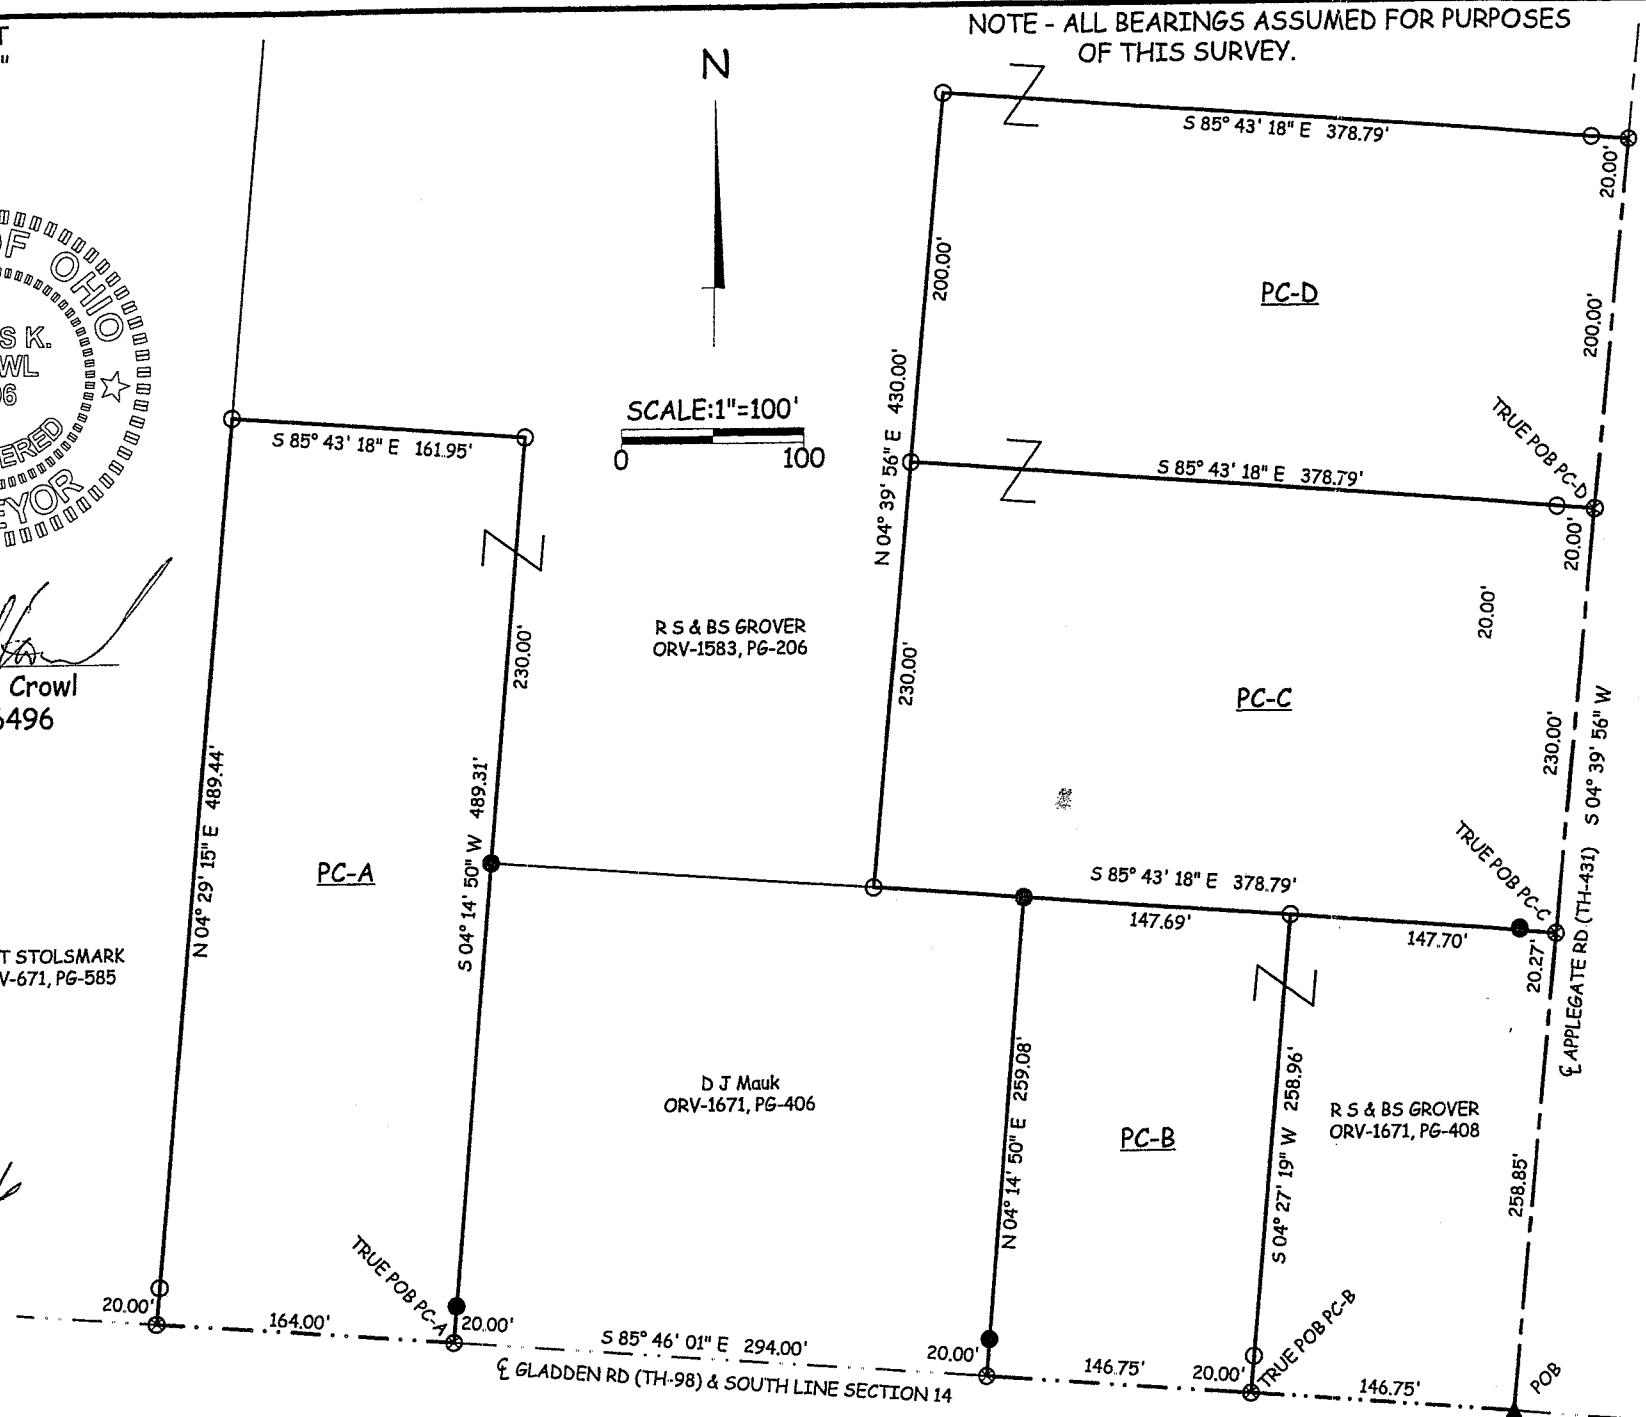 NOTE - ALL BEARINGS ASSUMED FOR PURPOSES
OF THIS SURVEY.
T
"
N
S 85° 43' 18" E 378.79'
20.00'
OF OHIO
S K.
WL
96
ERED
EYOR
200.00'
PC-D
200.00'
N 04° 39' 56" E 430.00'
SCALE:1"=100'
0 100
S 85° 43' 18" E 161.95'
TRUE POB PC-D
S 85° 43' 18" E 378.79'
20.00'
20.00'
R S & BS GROVER
ORV-1583, PG-206
230.00'
230.00'
PC-C
Crowl
6496
230.00'
S 04° 39' 56" W
N 04° 29' 15" E 489.44'
S 04° 14' 50" W 489.31'
PC-A
TRUE POB PC-C
S 85° 43' 18" E 378.79'
147.69'
147.70'
20.27'
℄ APPLEGATE RD. (TH-431)
T STOLSMARK
V-671, PG-585
D J Mauk
ORV-1671, PG-406
N 04° 14' 50" E 259.08'
PC-B
S 04° 27' 19" W 258.96'
R S & BS GROVER
ORV-1671, PG-408
258.85'
TRUE POB PC-A
20.00'
164.00'
20.00'
S 85° 46' 01" E 294.00'
20.00'
℄ GLADDEN RD (TH-98) & SOUTH LINE SECTION 14
146.75'
20.00'
TRUE POB PC-B
146.75'
POB